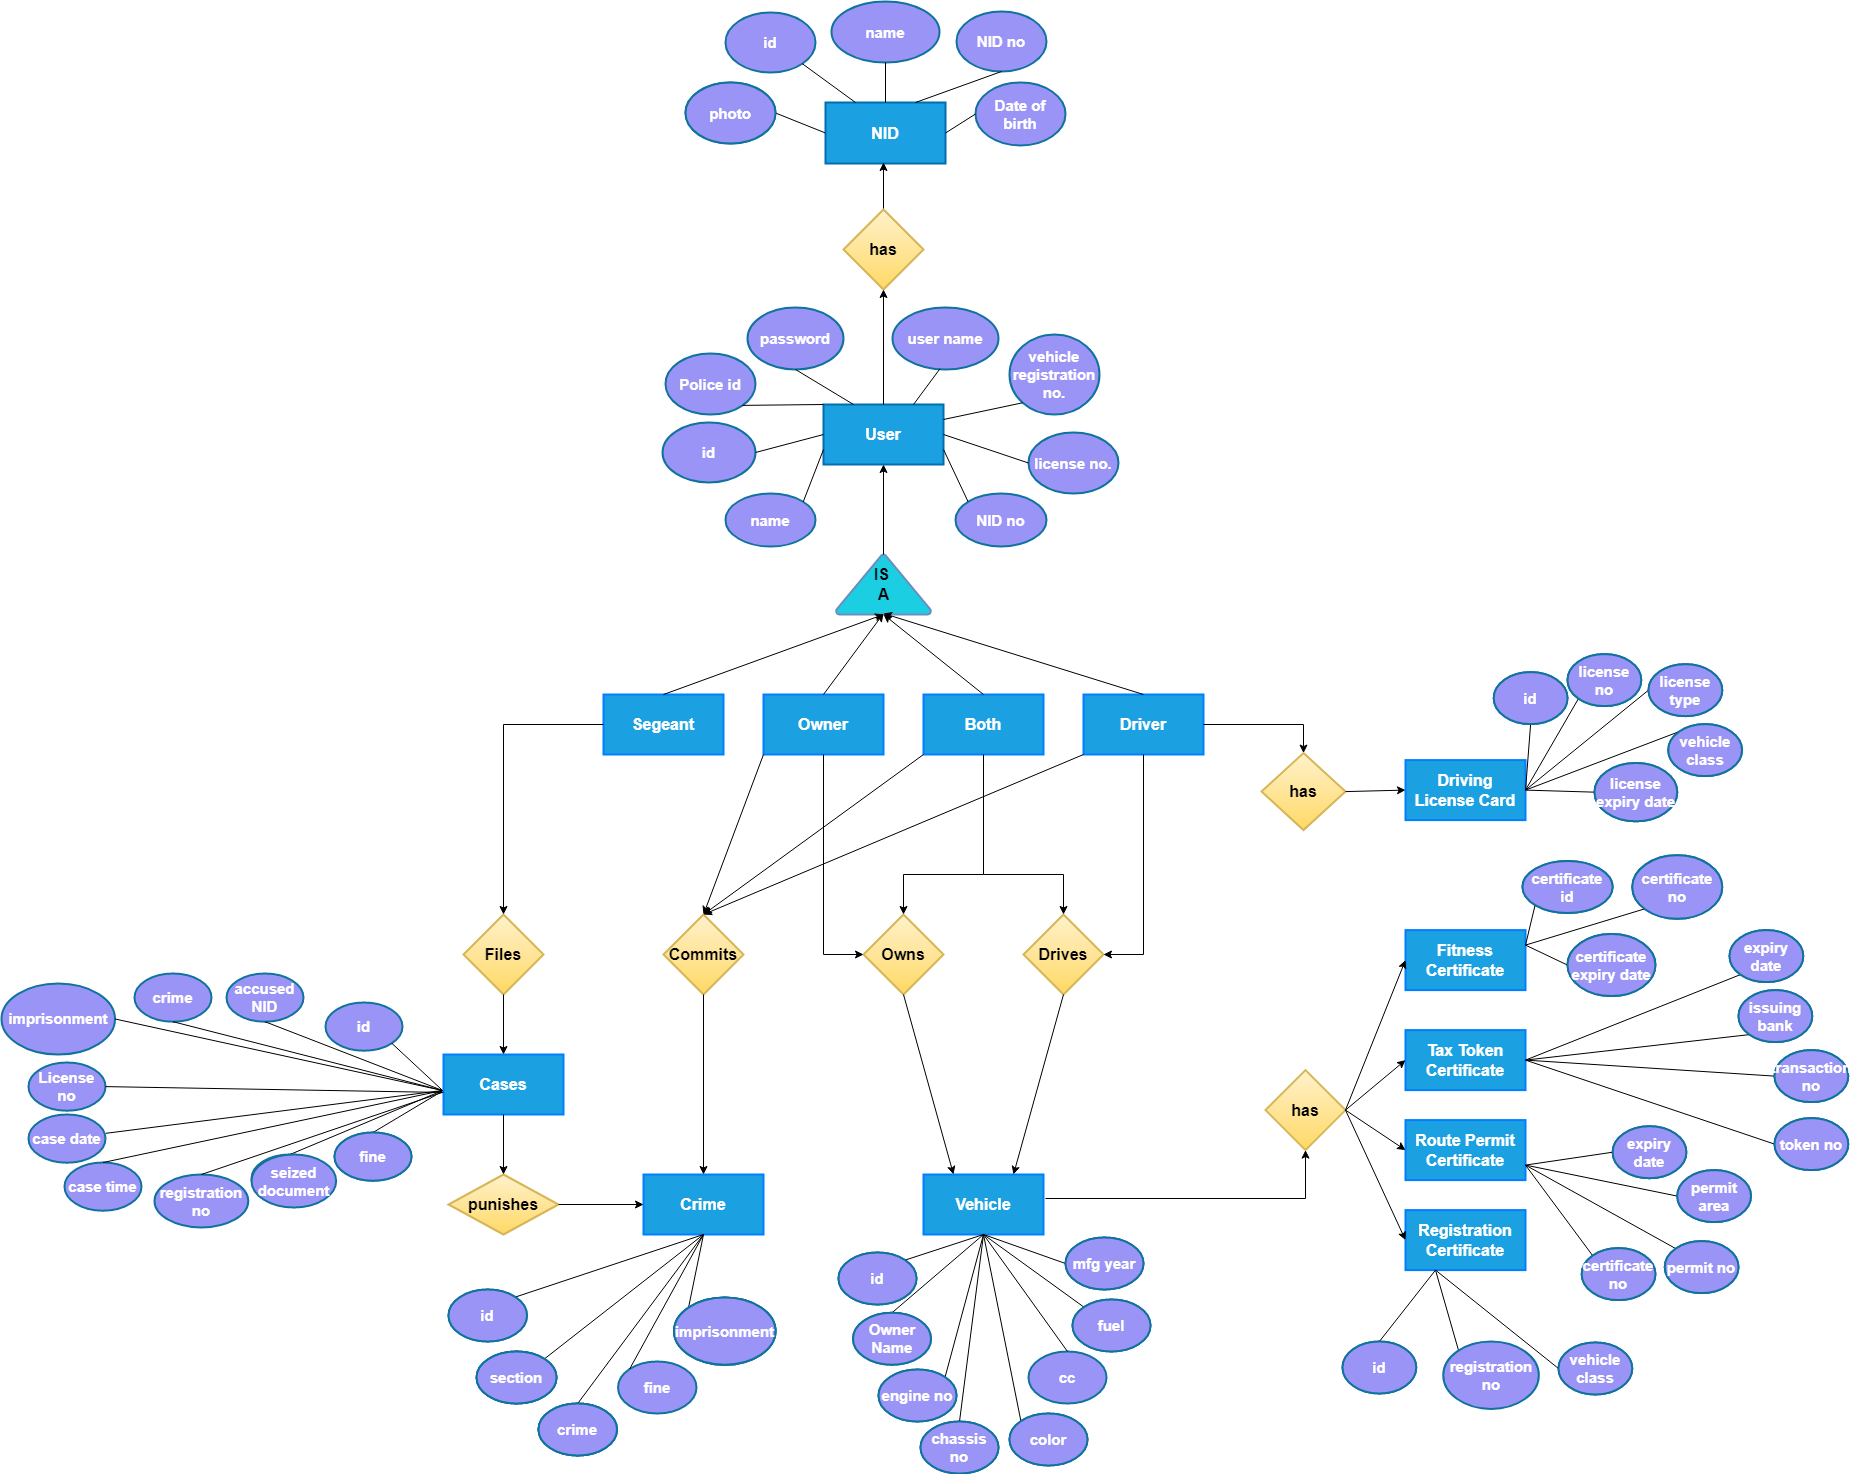 id
name
NID no
photo
Date of
birth
NID
has
password
user name
vehicle
registration
no.
Police id
User
id
license no.
name
NID no
IS
A
Segeant
Owner
Both
Driver
id
license
no
license
type
vehicle
class
has
Driving
License Card
license
expiry date
certificate
id
certificate
no
Files
Commits
Owns
Drives
Fitness
Certificate
certificate
expiry date
expiry
date
imprisonment
crime
accused
NID
id
issuing
bank
Tax Token
Certificate
ransaction
no
License
no
Cases
case date
fine
has
Route Permit
Certificate
expiry
date
token no
case time
registration
no
seized
document
punishes
Crime
Vehicle
permit
area
Registration
Certificate
certificate
no
permit no
id
section
crime
fine
imprisonment
id
Owner
Name
engine no
chassis
no
color
cc
fuel
mfg year
id
registration
no
vehicle
class